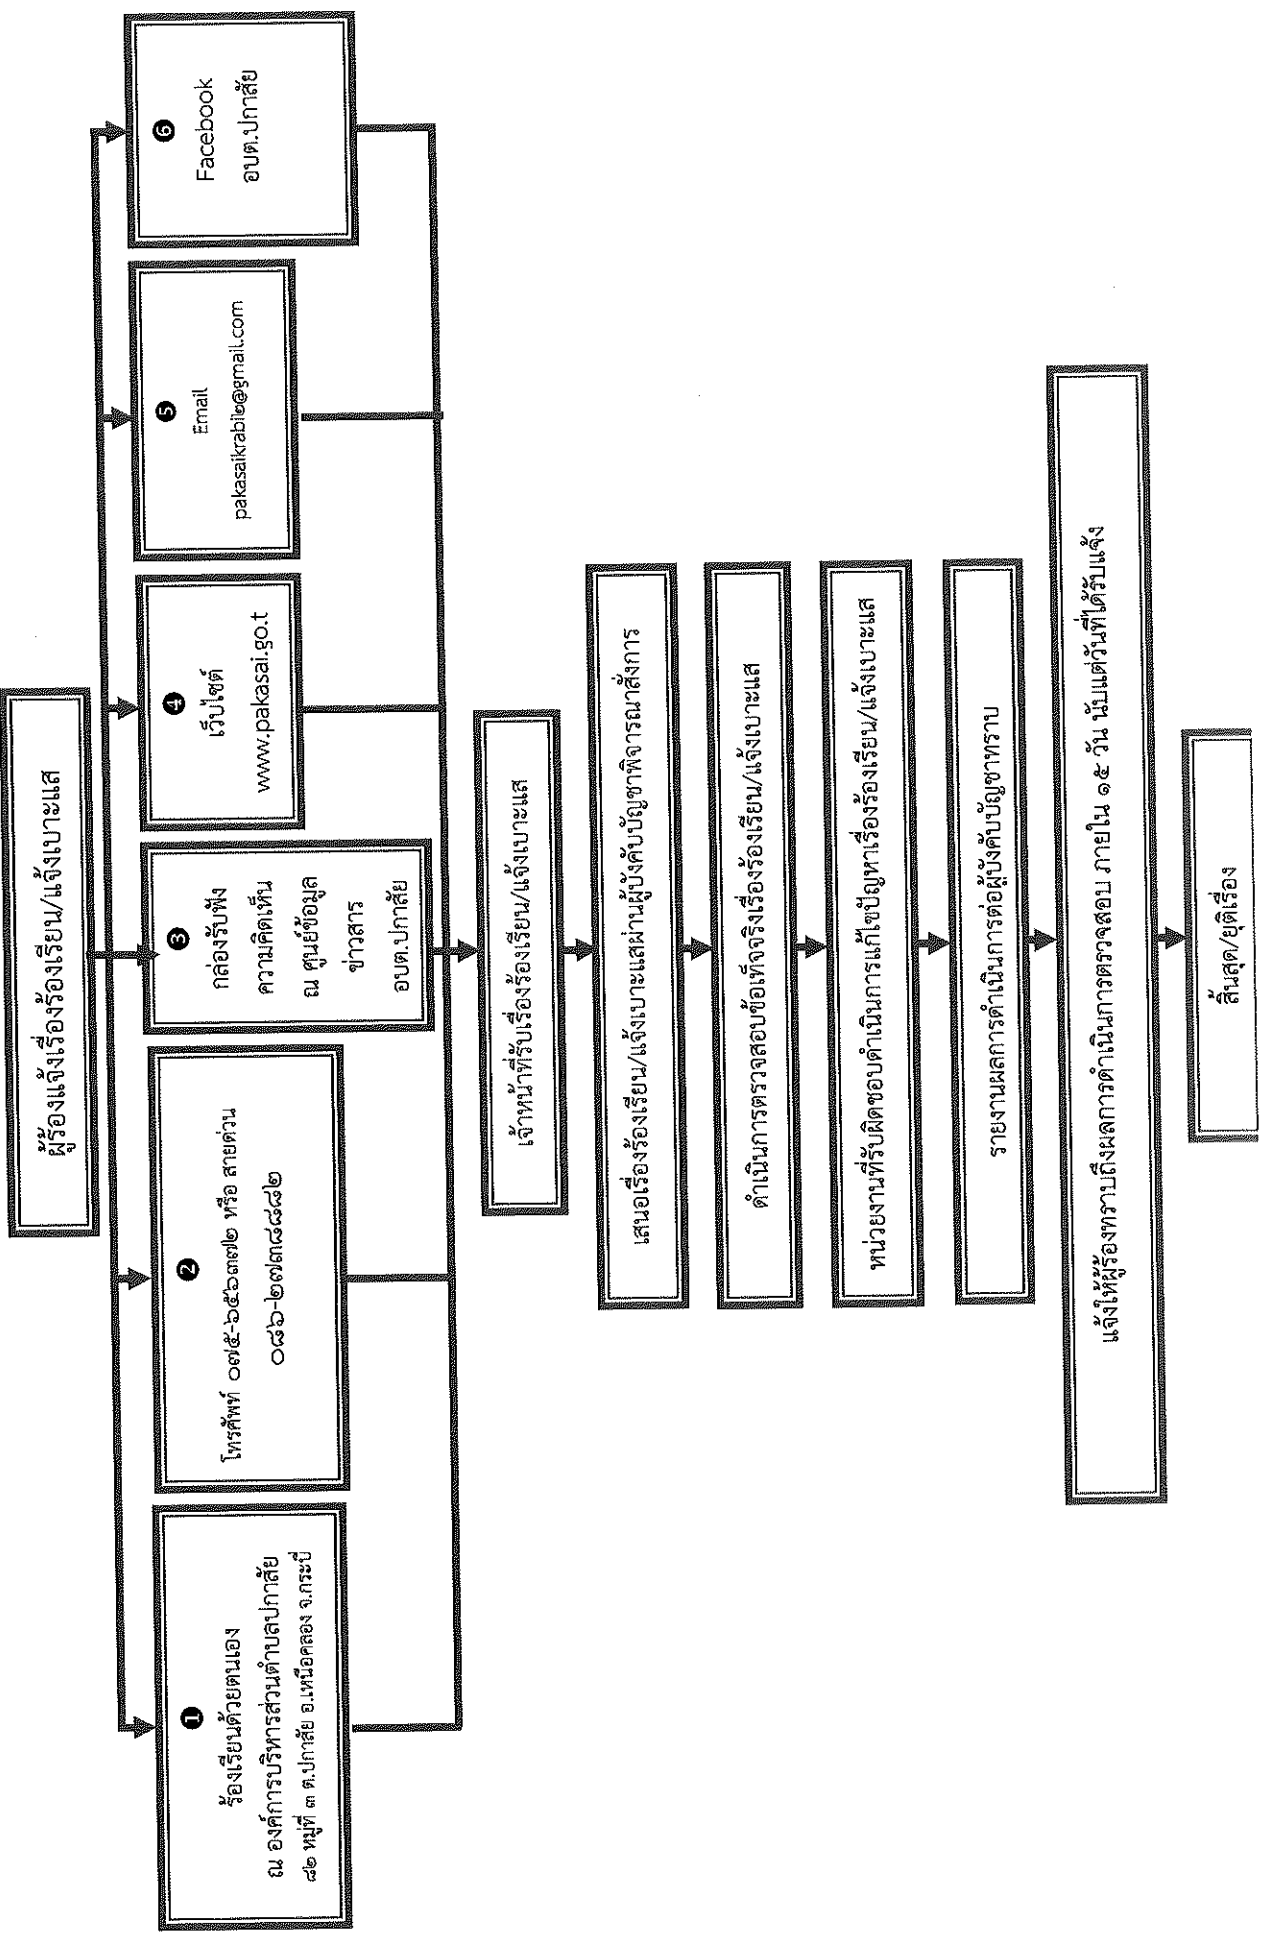 ผู้ร้องแจ้งเรื่องร้องเรียน/แจ้งเบาะแส
❶
ร้องเรียนด้วยตนเอง
ณ องค์การบริหารส่วนตำบลปกาสัย
๘๒ หมู่ที่ ๓ ต.ปกาสัย อ.เหนือคลอง จ.กระบี่
❷
โทรศัพท์ ๐๗๕-๖๕๖๓๗๒ หรือ สายด่วน
๐๘๖-๒๗๓๘๘๘๒
❸
กล่องรับฟัง
ความคิดเห็น
ณ ศูนย์ข้อมูล
ข่าวสาร
อบต.ปกาสัย
❹
เว็บไซต์
www.pakasai.go.t
❺
Email
pakasaikrabi๒@gmail.com
❻
Facebook
อบต.ปกาสัย
เจ้าหน้าที่รับเรื่องร้องเรียน/แจ้งเบาะแส
เสนอเรื่องร้องเรียน/แจ้งเบาะแสผ่านผู้บังคับบัญชาพิจารณาสั่งการ
ดำเนินการตรวจสอบข้อเท็จจริงเรื่องร้องเรียน/แจ้งเบาะแส
หน่วยงานที่รับผิดชอบดำเนินการแก้ไขปัญหาเรื่องร้องเรียน/แจ้งเบาะแส
รายงานผลการดำเนินการต่อผู้บังคับบัญชาทราบ
แจ้งให้ผู้ร้องทราบถึงผลการดำเนินการตรวจสอบ ภายใน ๑๕ วัน นับแต่วันที่ได้รับแจ้ง
สิ้นสุด/ยุติเรื่อง